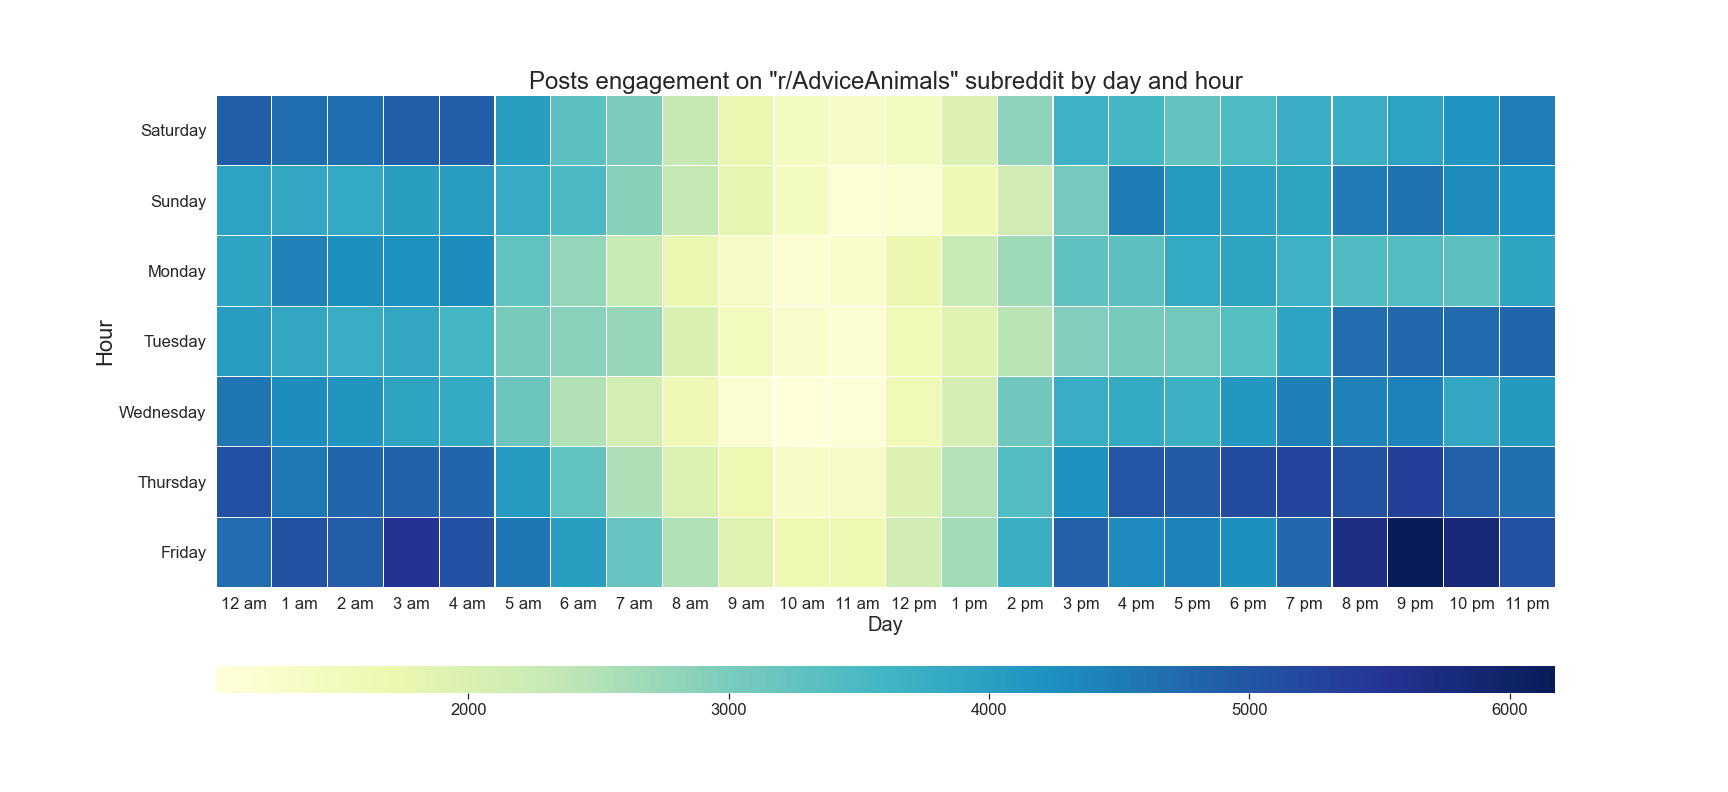 Posts engagement on "r/AdviceAnimals" subreddit by day and hour
Saturday
Sunday
Monday
Tuesday
Wednesday
Thursday
Friday
Hour
12 am 1 am 2 am 3 am 4 am 5 am 6 am 7 am 8 am 9 am 10 am 11 am 12 pm 1 pm 2 pm 3 pm 4 pm 5 pm 6 pm 7 pm 8 pm 9 pm 10 pm 11 pm
Day
2000 3000 4000 5000 6000